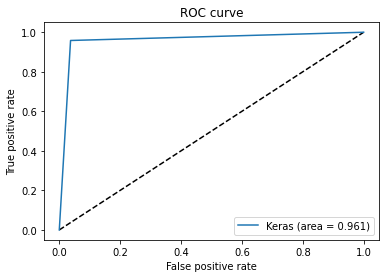 ROC curve
True positive rate
1.0
0.8
0.6
0.4
0.2
0.0
Keras (area = 0.961)
0.0 0.2 0.4 0.6 0.8 1.0
False positive rate